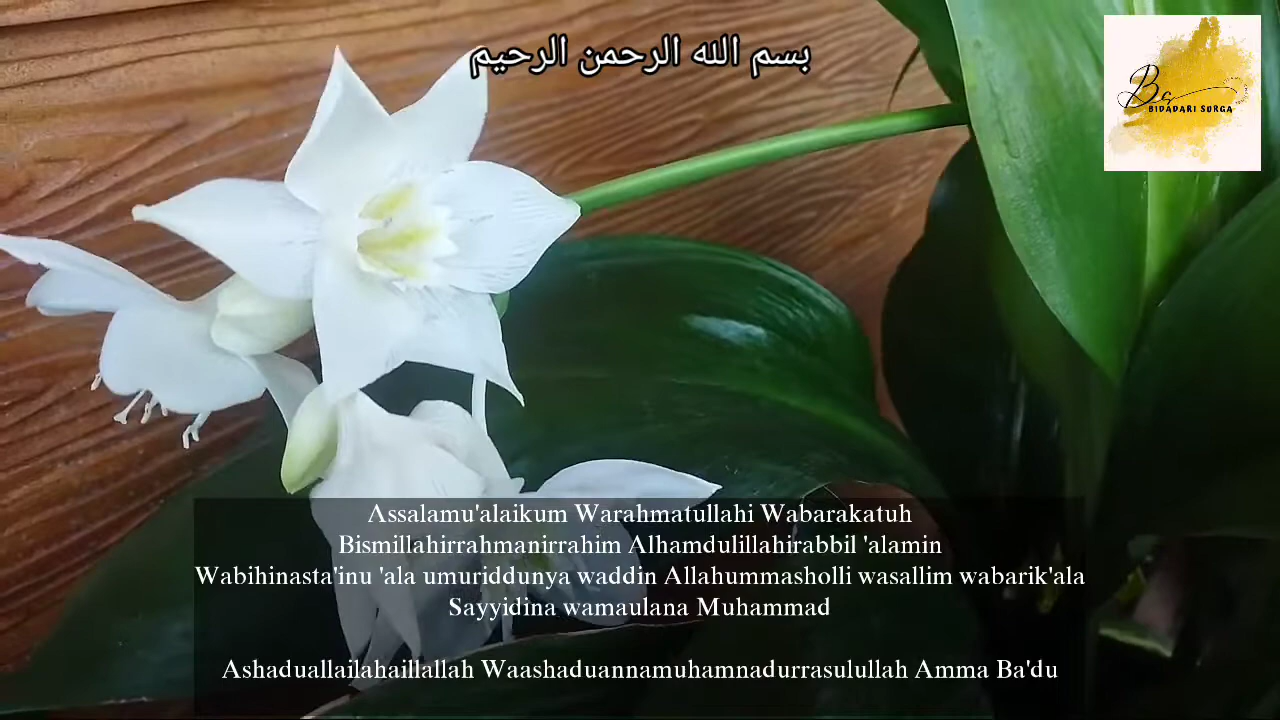 بسم الله الرحمن الرحيم
Bs
BIDADARI SURGA
Assalamu'alaikum Warahmatullahi Wabarakatuh
Bismillahirrahmanirrahim Alhamdulillahirabbil 'alamin
Wabihinasta'inu 'ala umuriddunya waddin Allahummasholli wasallim wabarik'ala
Sayyidina wamaulana Muhammad
Ashaduallailahaillallah Waashaduannamuhamnadurrasulullah Amma Ba'du